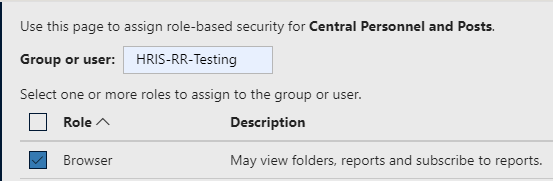 Use this page to assign role-based security for Central Personnel and Posts.
Group or user: HRIS-RR-Testing
Select one or more roles to assign to the group or user.
Role Description
Browser May view folders, reports and subscribe to reports.